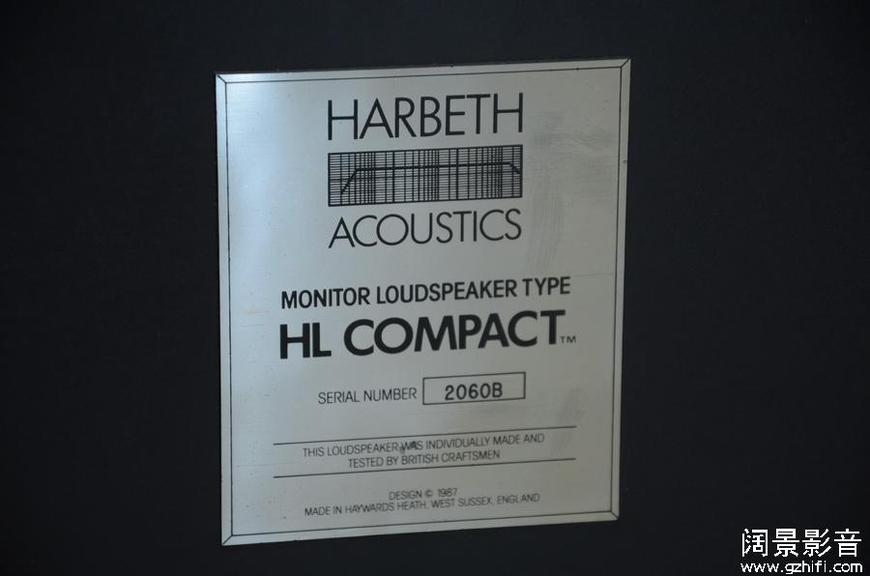 HARBETH
ACOUSTICS
MONITOR LOUDSPEAKER TYPE
HL COMPACT™
SERIAL NUMBER 2060B
THIS LOUDSPEAKER WAS INDIVIDUALLY MADE AND
TESTED BY BRITISH CRAFTSMEN
DESIGN © 1987
MADE IN HAYWARDS HEATH, WEST SUSSEX, ENGLAND
阔景影音
www.gzhifi.com